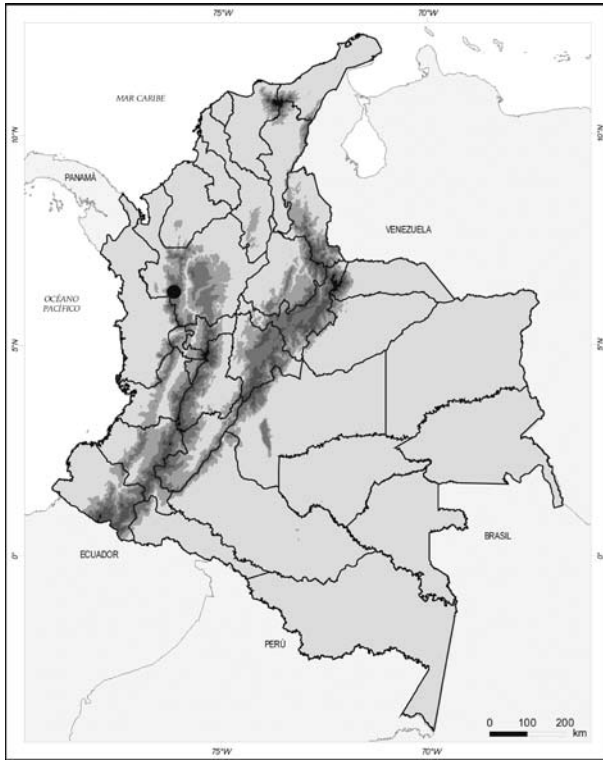 75°W
70°W
MAR CARIBE
10°N
10°N
PANAMÁ
VENEZUELA
OCÉANO
PACÍFICO
5°N
5°N
BRASIL
ECUADOR
0°
0°
PERÚ
0 100 200
km
75°W
70°W